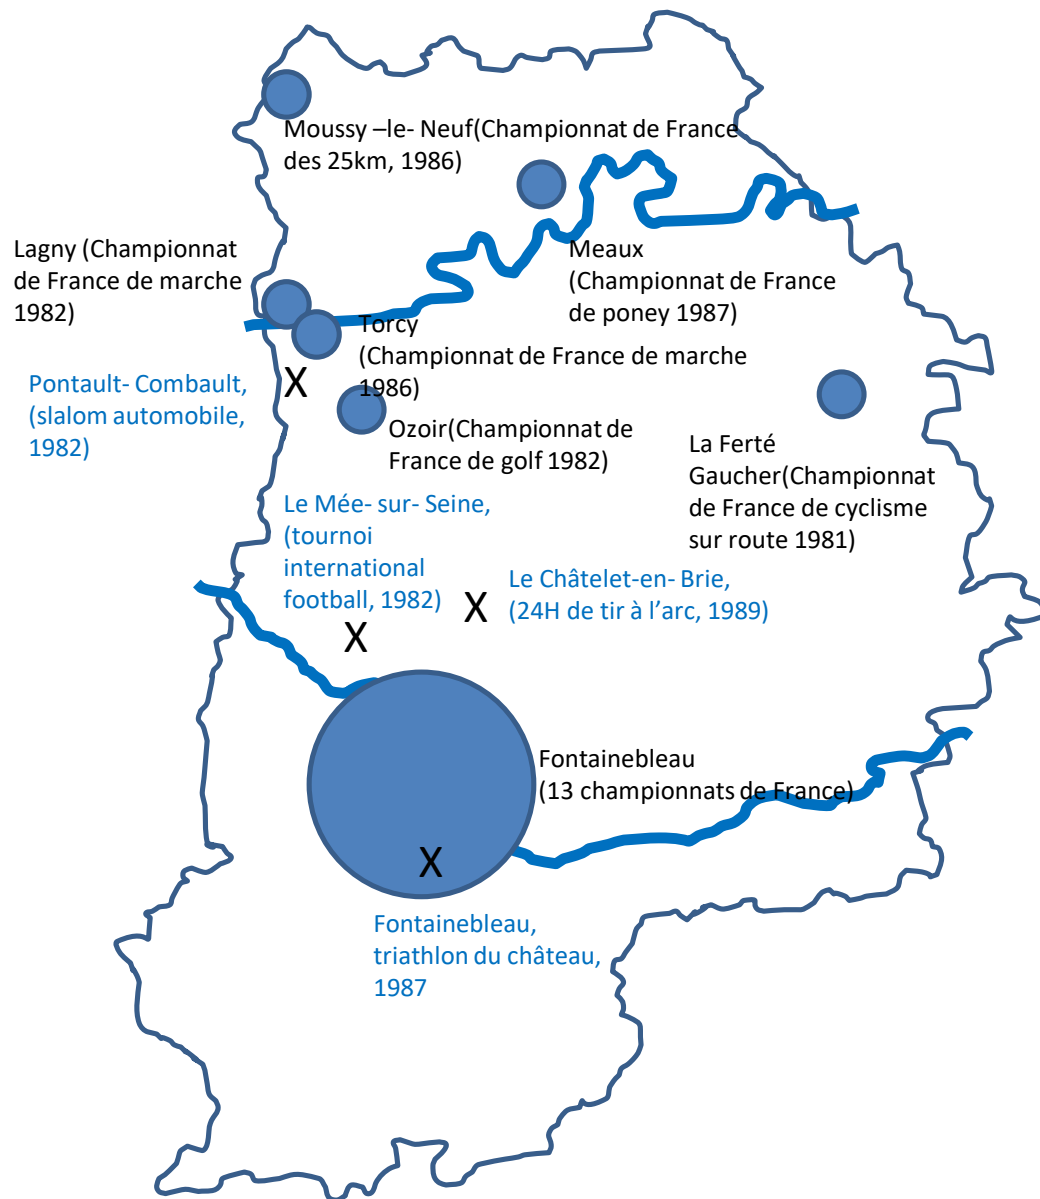 Moussy –le- Neuf(Championnat de France
des 25km, 1986)
Lagny (Championnat
de France de marche
1982)
Meaux
(Championnat de France
de poney 1987)
Torcy
(Championnat de France de marche
1986)
X
Pontault- Combault,
(slalom automobile,
1982)
Ozoir(Championnat de
France de golf 1982)
La Ferté
Gaucher(Championnat
de France de cyclisme
sur route 1981)
Le Mée- sur- Seine,
(tournoi
international
football, 1982)
X
X
Le Châtelet-en- Brie,
(24H de tir à l’arc, 1989)
Fontainebleau
(13 championnats de France)
X
Fontainebleau,
triathlon du château,
1987